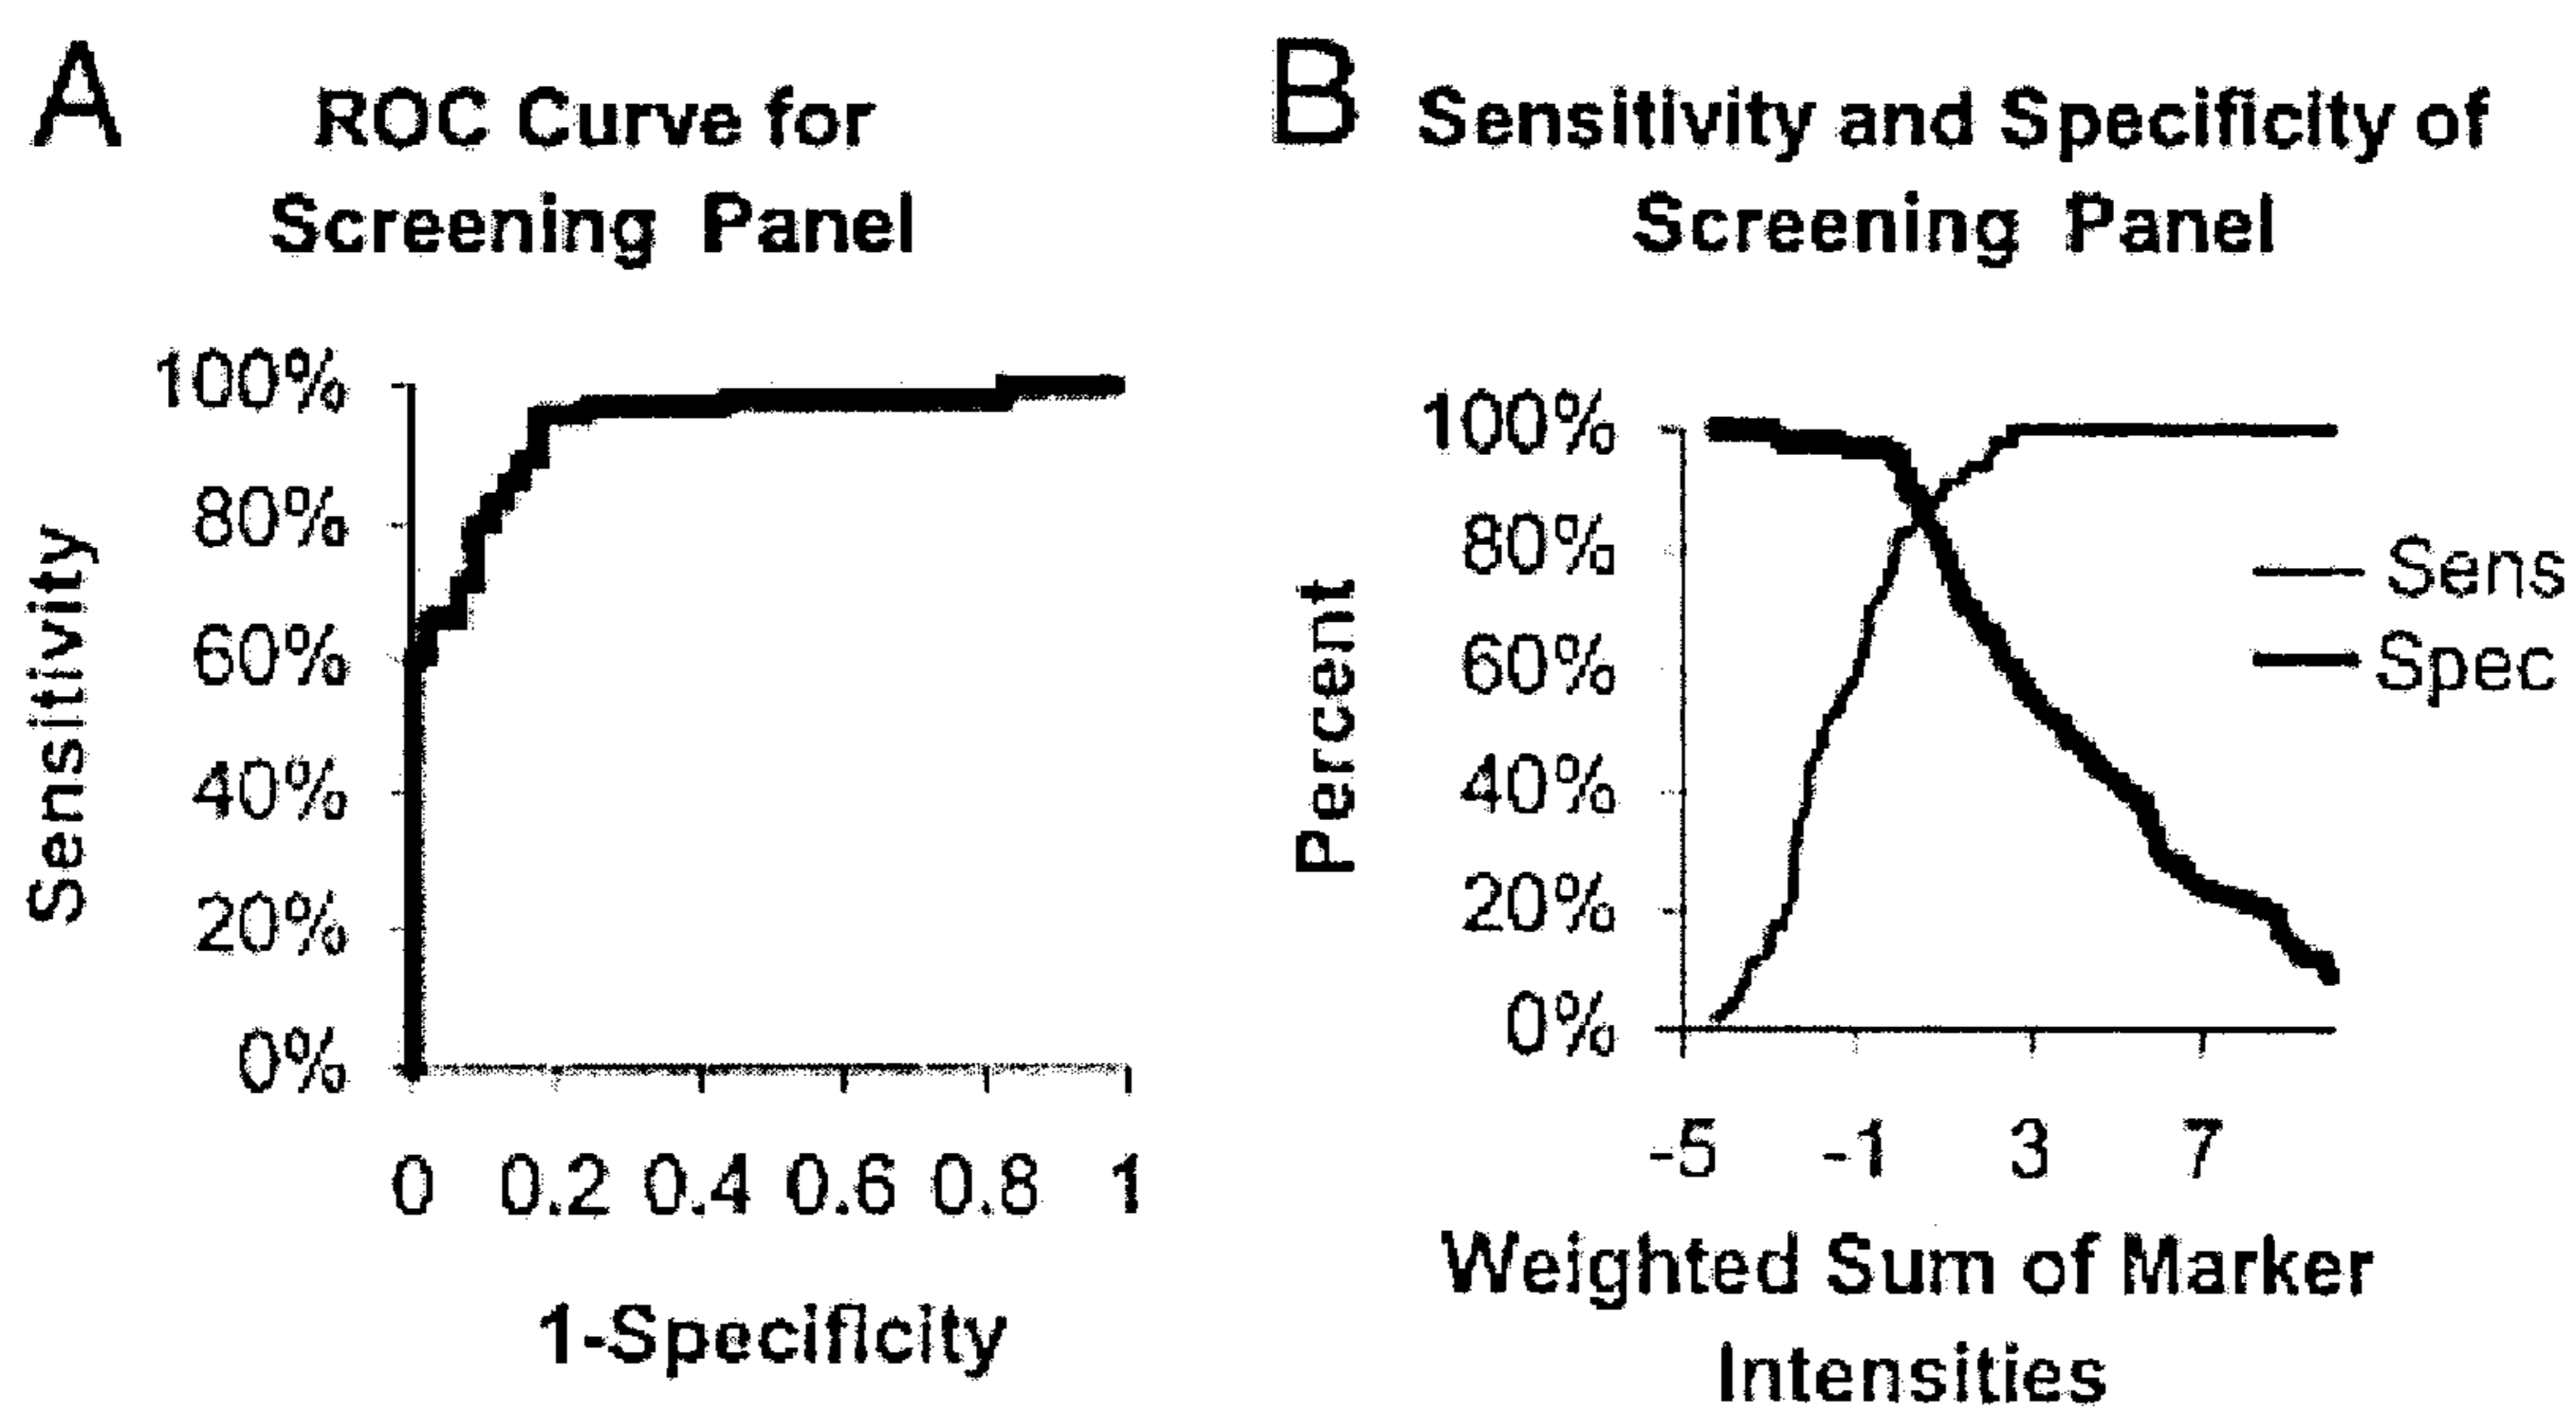 A
ROC Curve for
Screening Panel
100%
80%
60%
40%
20%
0%
Sensitivity
0 0.2 0.4 0.6 0.8 1
1-Specificity
B
Sensitivity and Specificity of
Screening Panel
100%
80%
60%
40%
20%
0%
Percent
-5 -1 3 7
Weighted Sum of Marker
Intensities
Sens
Spec